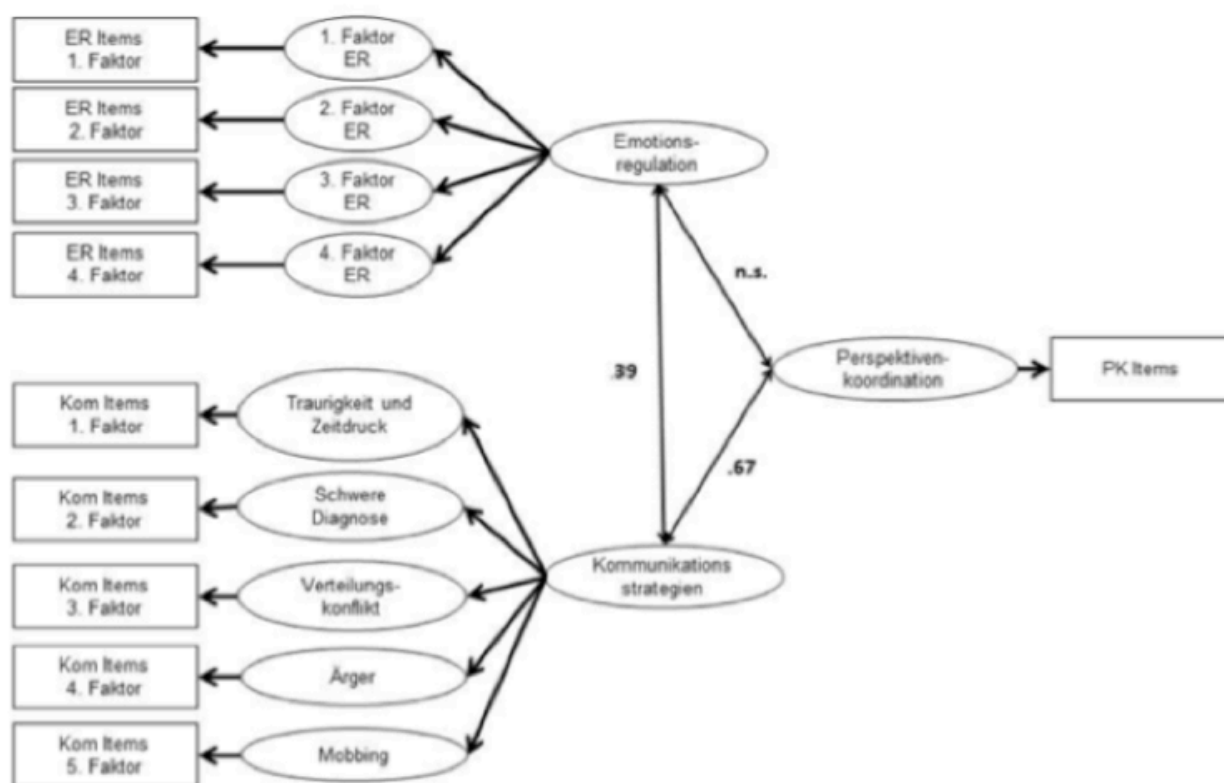 ER Items
1. Faktor
1. Faktor
ER
ER Items
2. Faktor
2. Faktor
ER
ER Items
3. Faktor
3. Faktor
ER
ER Items
4. Faktor
4. Faktor
ER
Emotions-
regulation
n.s.
.39
.67
Perspektiven-
koordination
PK Items
Kom Items
1. Faktor
Traurigkeit und
Zeitdruck
Kom Items
2. Faktor
Schwere
Diagnose
Kom Items
3. Faktor
Verteilungs-
konflikt
Kom Items
4. Faktor
Ärger
Kom Items
5. Faktor
Mobbing
Kommunikations
strategien